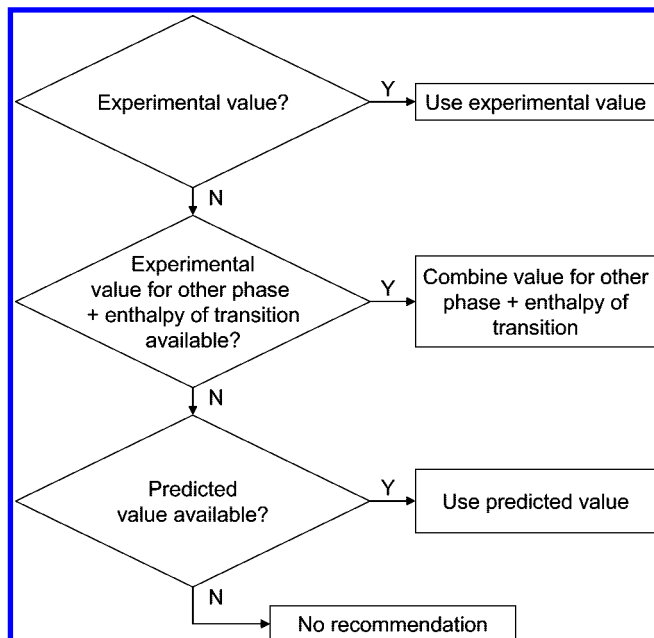 Experimental value?
Y
Use experimental value
N
Experimental
value for other phase
+ enthalpy of transition
available?
Y
Combine value for other
phase + enthalpy of
transition
N
Predicted
value available?
Y
Use predicted value
N
No recommendation